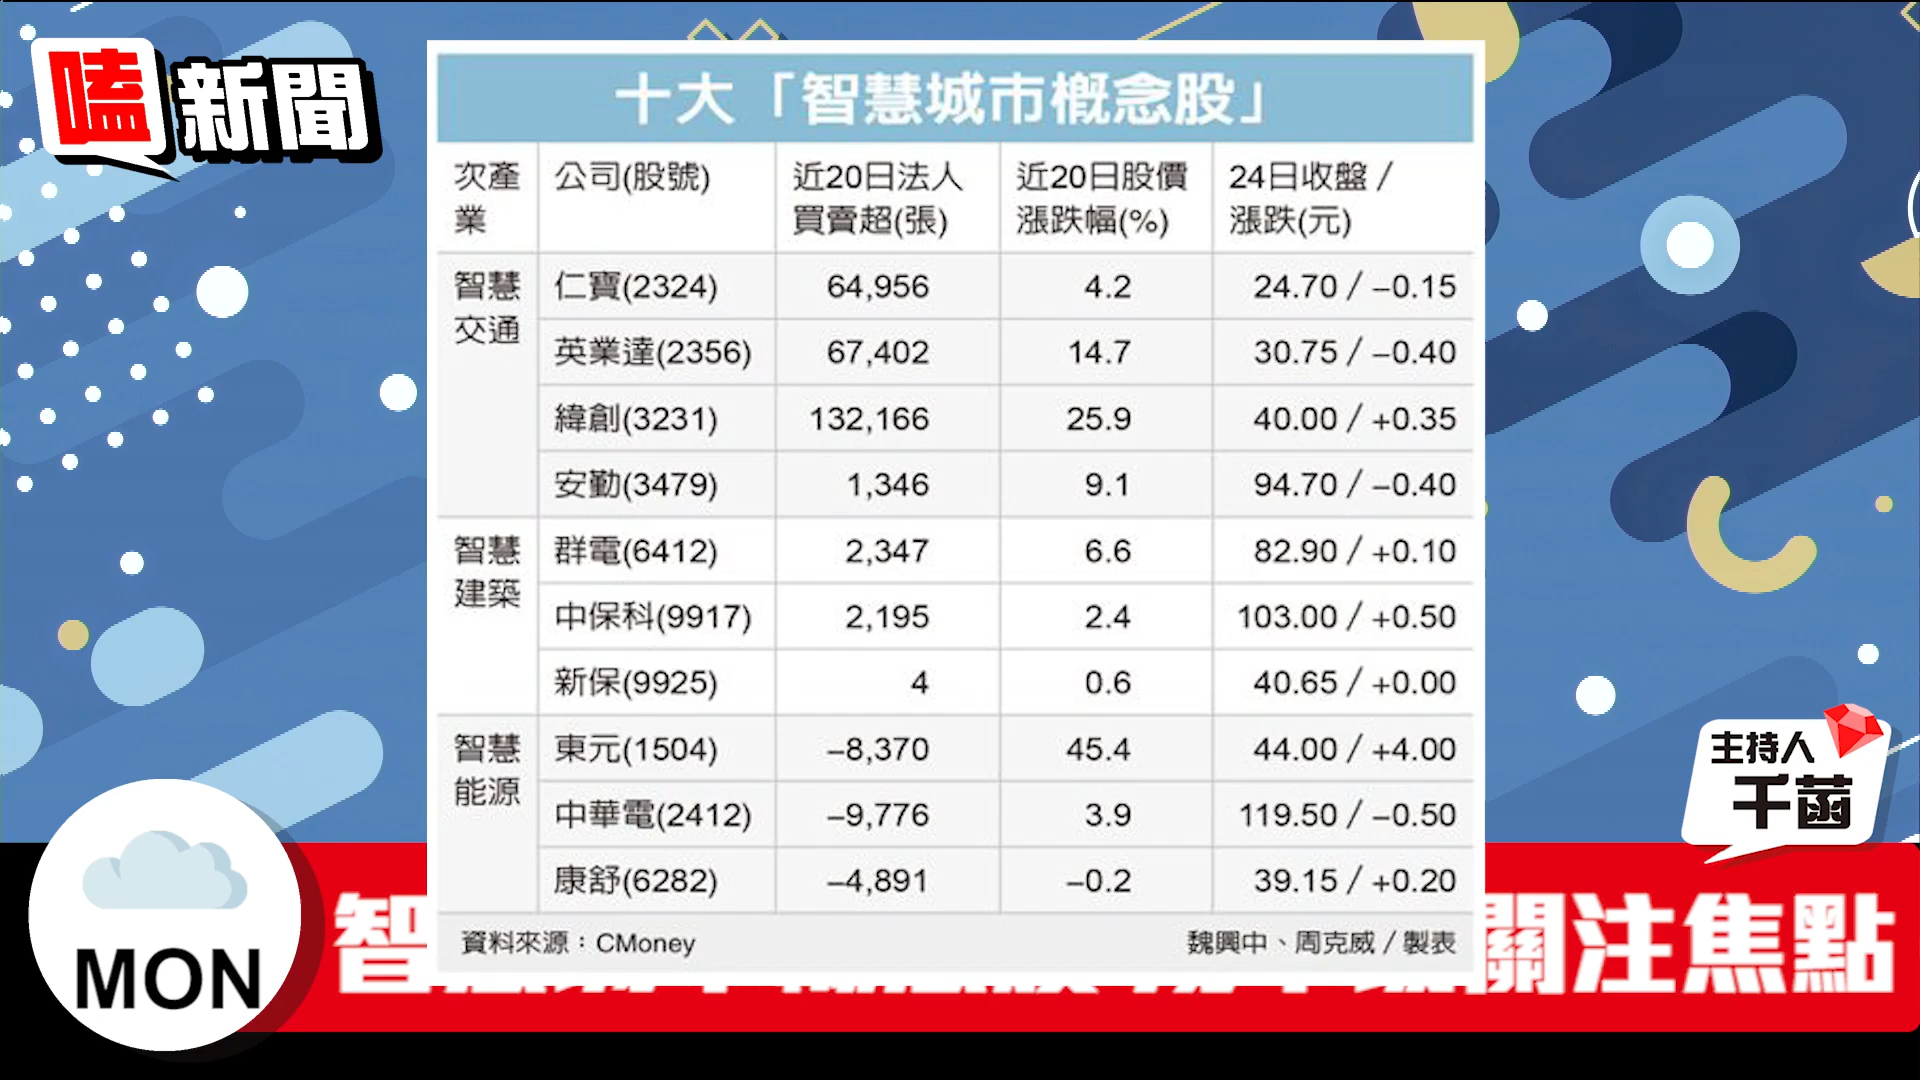 嗑新聞
十大「智慧城市概念股」
次產業 公司(股號) 近20日法人買賣超(張) 近20日股價漲跌幅(%) 24日收盤/漲跌(元)
智慧交通 仁寶(2324) 64,956 4.2 24.70 / –0.15
英業達(2356) 67,402 14.7 30.75 / –0.40
緯創(3231) 132,166 25.9 40.00 / +0.35
安勤(3479) 1,346 9.1 94.70 / –0.40
智慧建築 群電(6412) 2,347 6.6 82.90 / +0.10
中保科(9917) 2,195 2.4 103.00 / +0.50
新保(9925) 4 0.6 40.65 / +0.00
智慧能源 東元(1504) –8,370 45.4 44.00 / +4.00
中華電(2412) –9,776 3.9 119.50 / –0.50
康舒(6282) –4,891 –0.2 39.15 / +0.20
資料來源：CMoney 魏興中、周克威／製表
主持人
千菡
MON
智 關注焦點